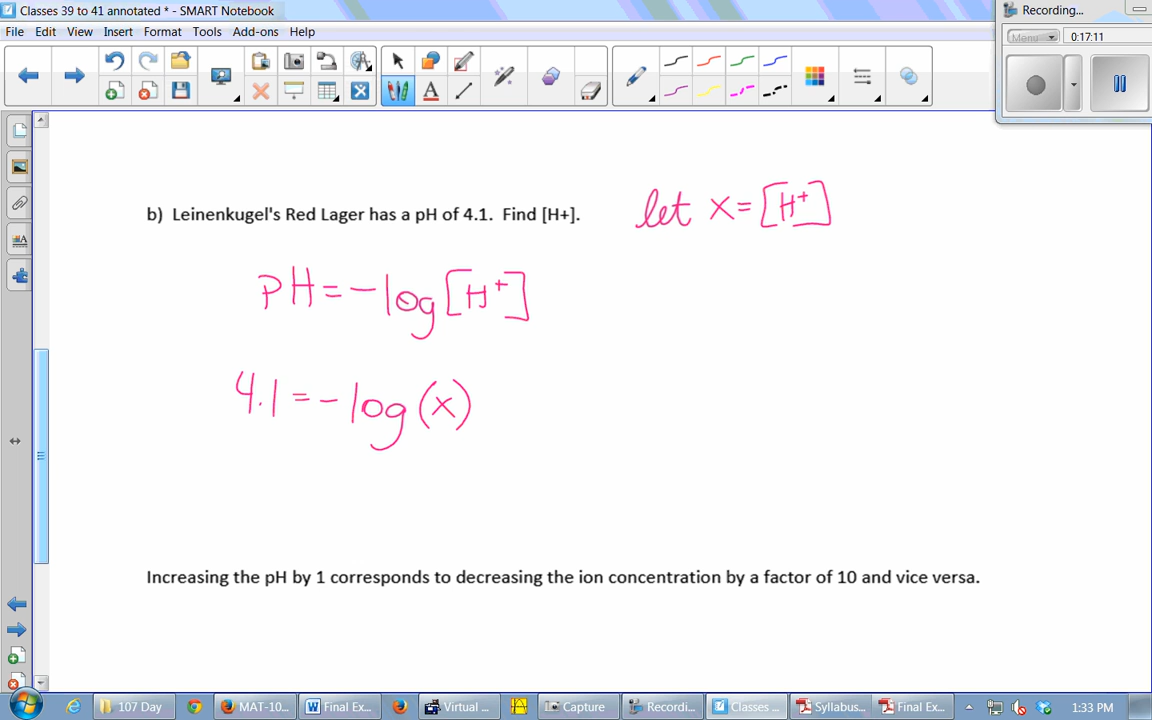 Classes 39 to 41 annotated * - SMART Notebook
Recording...
File Edit View Insert Format Tools Add-ons Help
Menu
0:17:11
let x = [H+]
b) Leinenkugel's Red Lager has a pH of 4.1. Find [H+].
pH = -log[H+]
4.1 = -log(x)
Increasing the pH by 1 corresponds to decreasing the ion concentration by a factor of 10 and vice versa.
107 Day
MAT-10...
Final Ex...
Virtual ...
Capture
Recordi...
Classes ...
Syllabus...
Final Ex...
1:33 PM